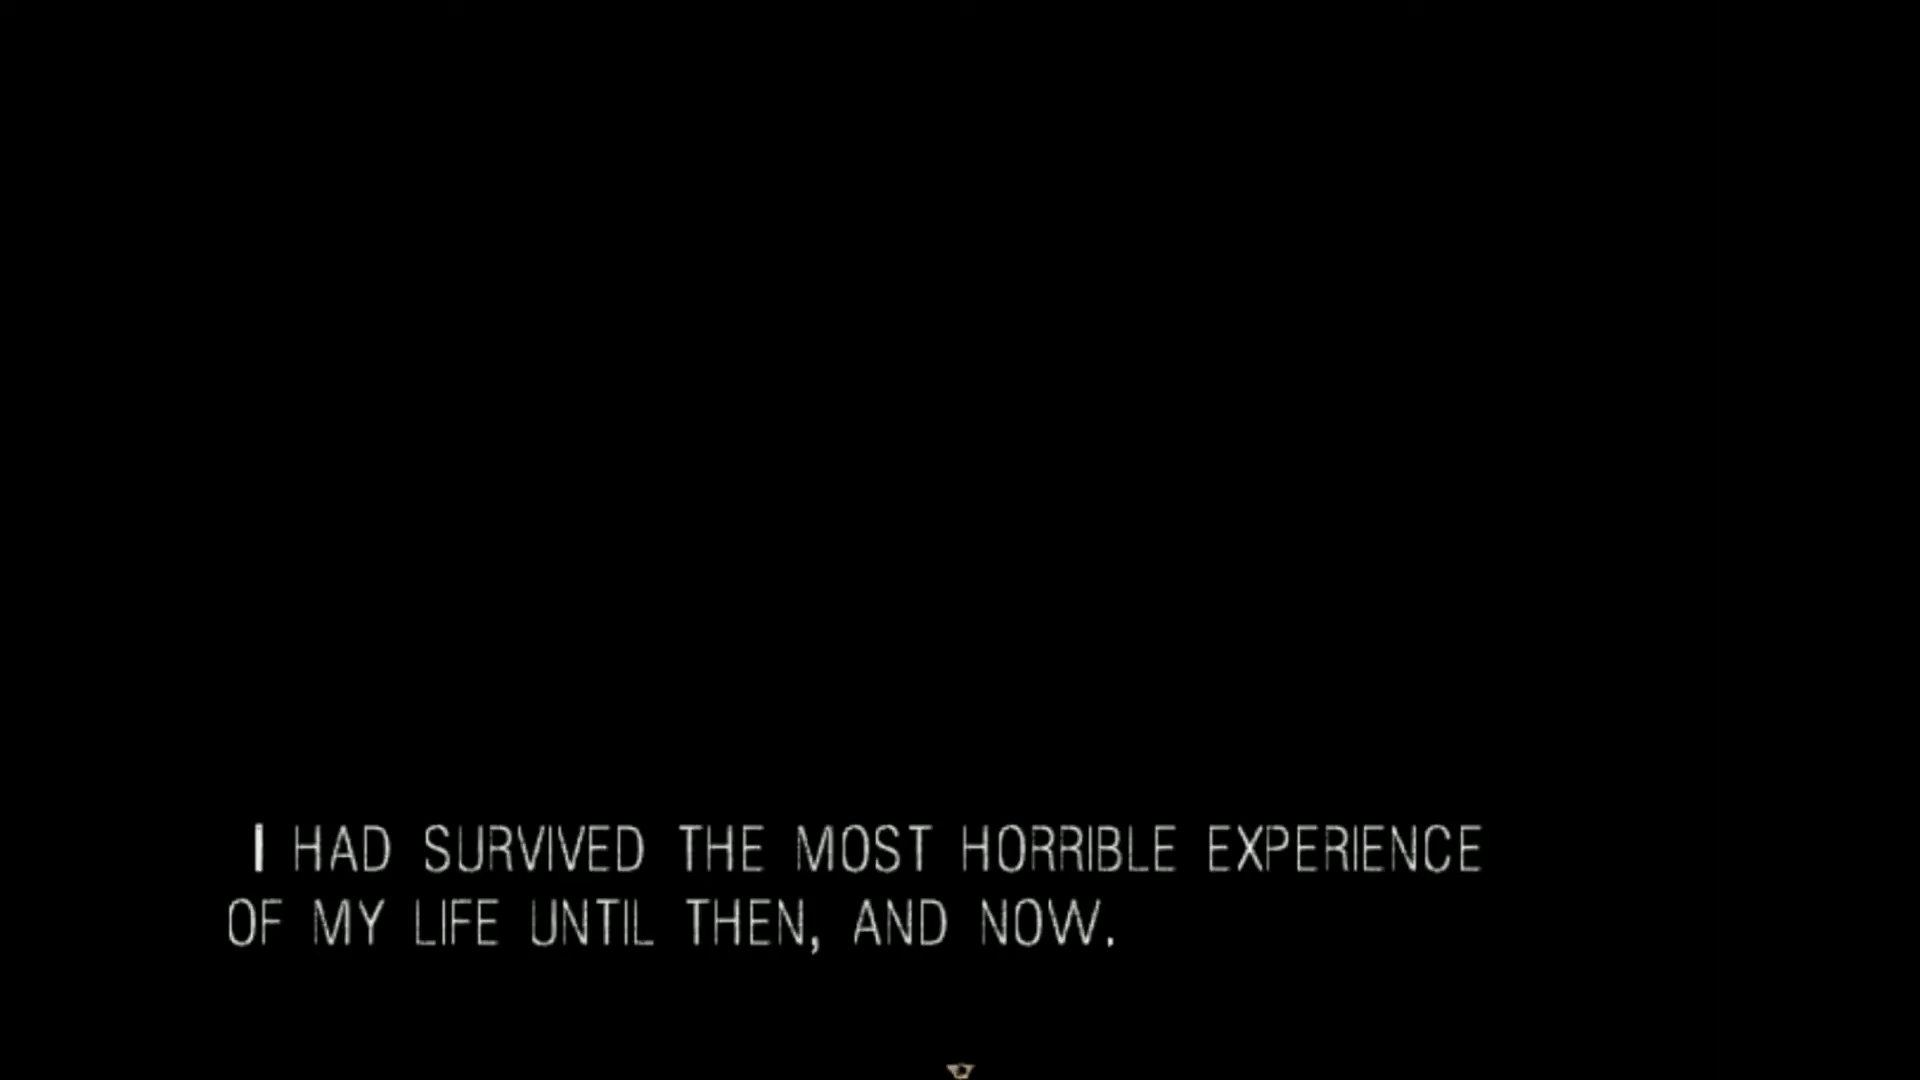 I HAD SURVIVED THE MOST HORRIBLE EXPERIENCE
OF MY LIFE UNTIL THEN, AND NOW.